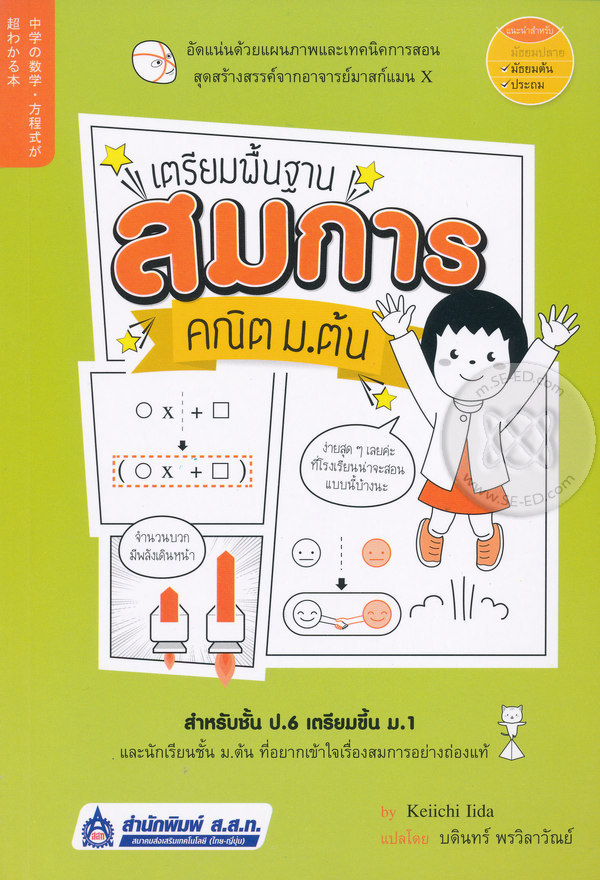 中学の数学・方程式が
超わかる本
อัดแน่นด้วยแผนภาพและเทคนิคการสอน
สุดสร้างสรรค์จากอาจารย์มาสก์แมน X
แนะนำสำหรับ
มัธยมปลาย
มัธยมต้น
ประถม
เตรียมพื้นฐาน
สมการ
คณิต ม.ต้น
○ x + □
( ○ x + □ )
ง่ายสุด ๆ เลยค่ะ
ที่โรงเรียนน่าจะสอน
แบบนี้บ้างนะ
m.SE-ED.com
www.SE-ED.com
จำนวนบวก
มีพลังเดินหน้า
สำหรับชั้น ป.6 เตรียมขึ้น ม.1
และนักเรียนชั้น ม.ต้น ที่อยากเข้าใจเรื่องสมการอย่างถ่องแท้
ส.ส.ท.
สำนักพิมพ์ ส.ส.ท.
สมาคมส่งเสริมเทคโนโลยี (ไทย-ญี่ปุ่น)
by Keiichi Iida
แปลโดย บดินทร์ พรวิลาวัณย์